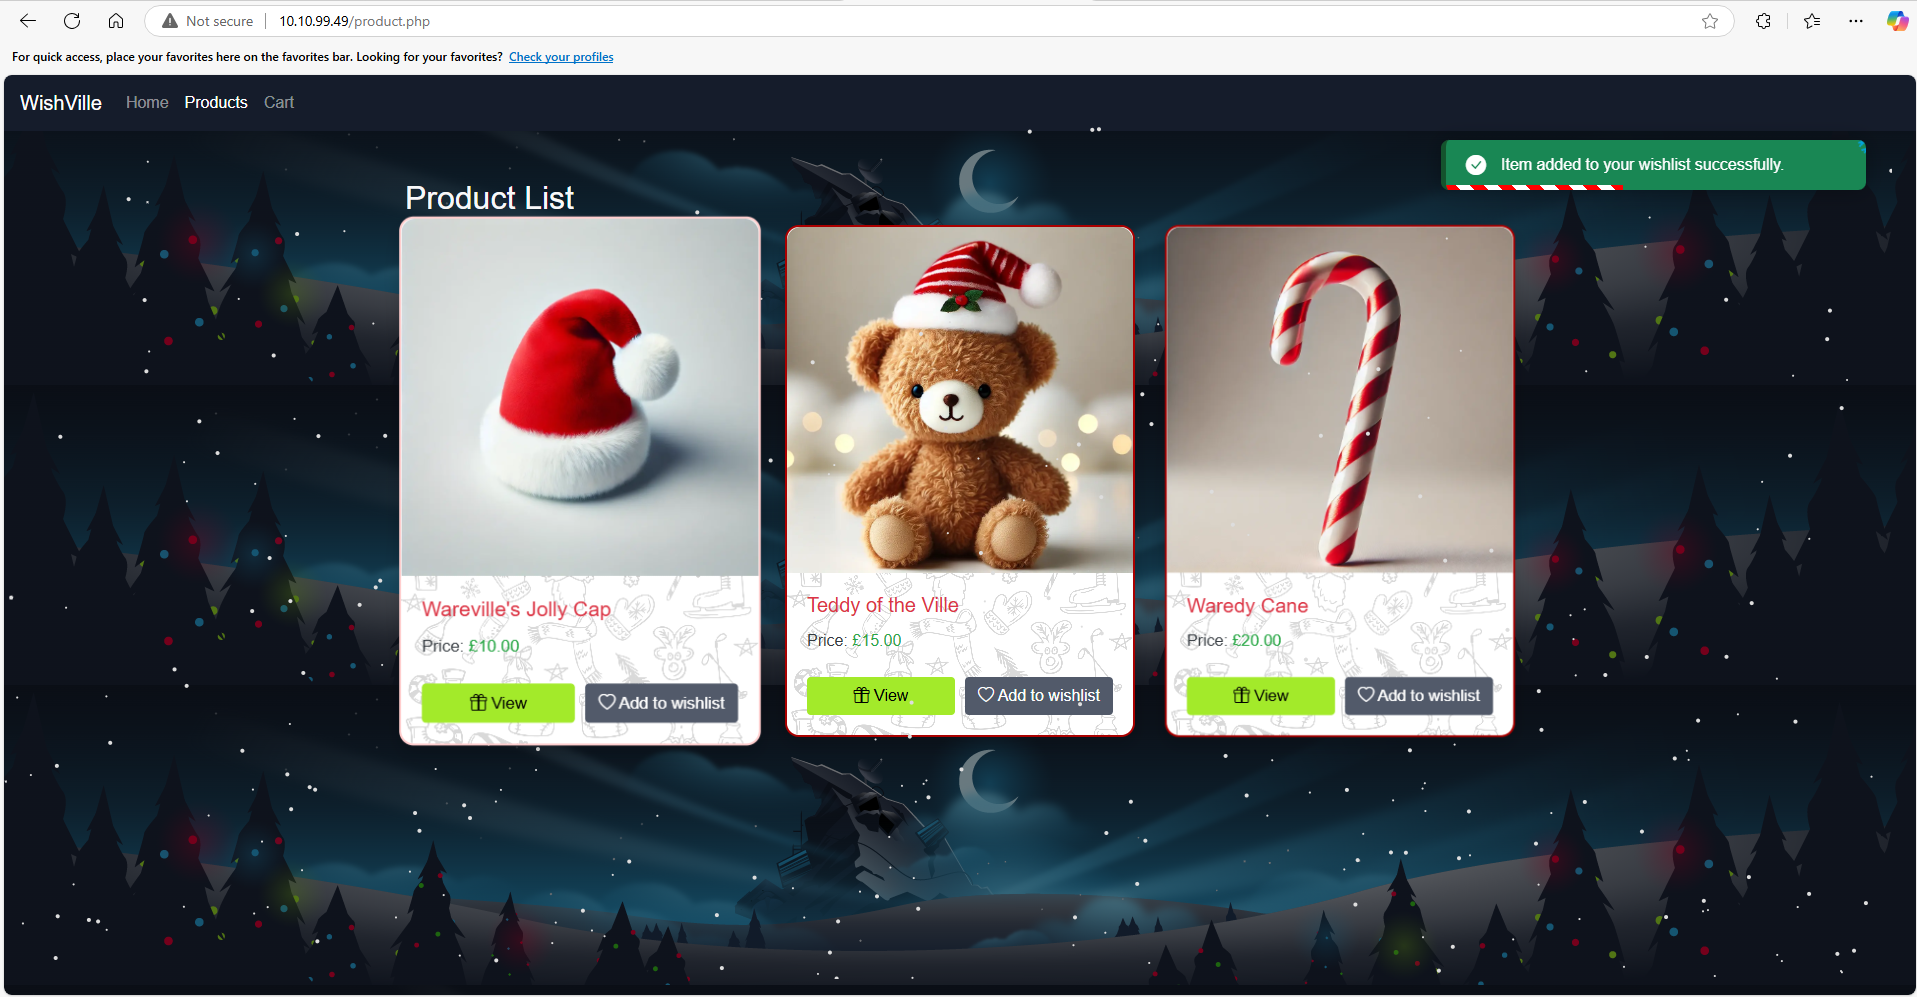 Not secure
10.10.99.49/product.php
For quick access, place your favorites here on the favorites bar. Looking for your favorites? Check your profiles
WishVille Home Products Cart
Item added to your wishlist successfully.
Product List
Wareville's Jolly Cap
Price: £10.00
View
Add to wishlist
Teddy of the Ville
Price: £15.00
View
Add to wishlist
Waredy Cane
Price: £20.00
View
Add to wishlist